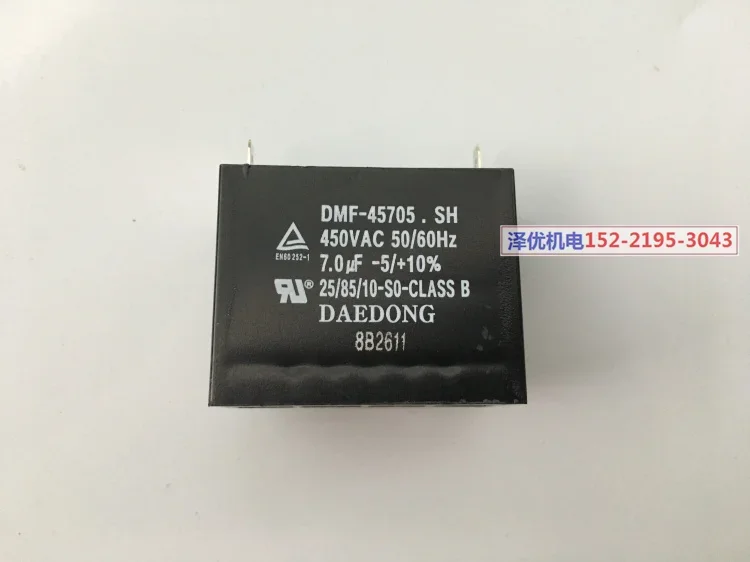 DMF-45705 . SH
450VAC 50/60Hz
EN60252-1
7.0µF -5/+10%
25/85/10-S0-CLASS B
DAEDONG
8B2611
泽优机电152-2195-3043